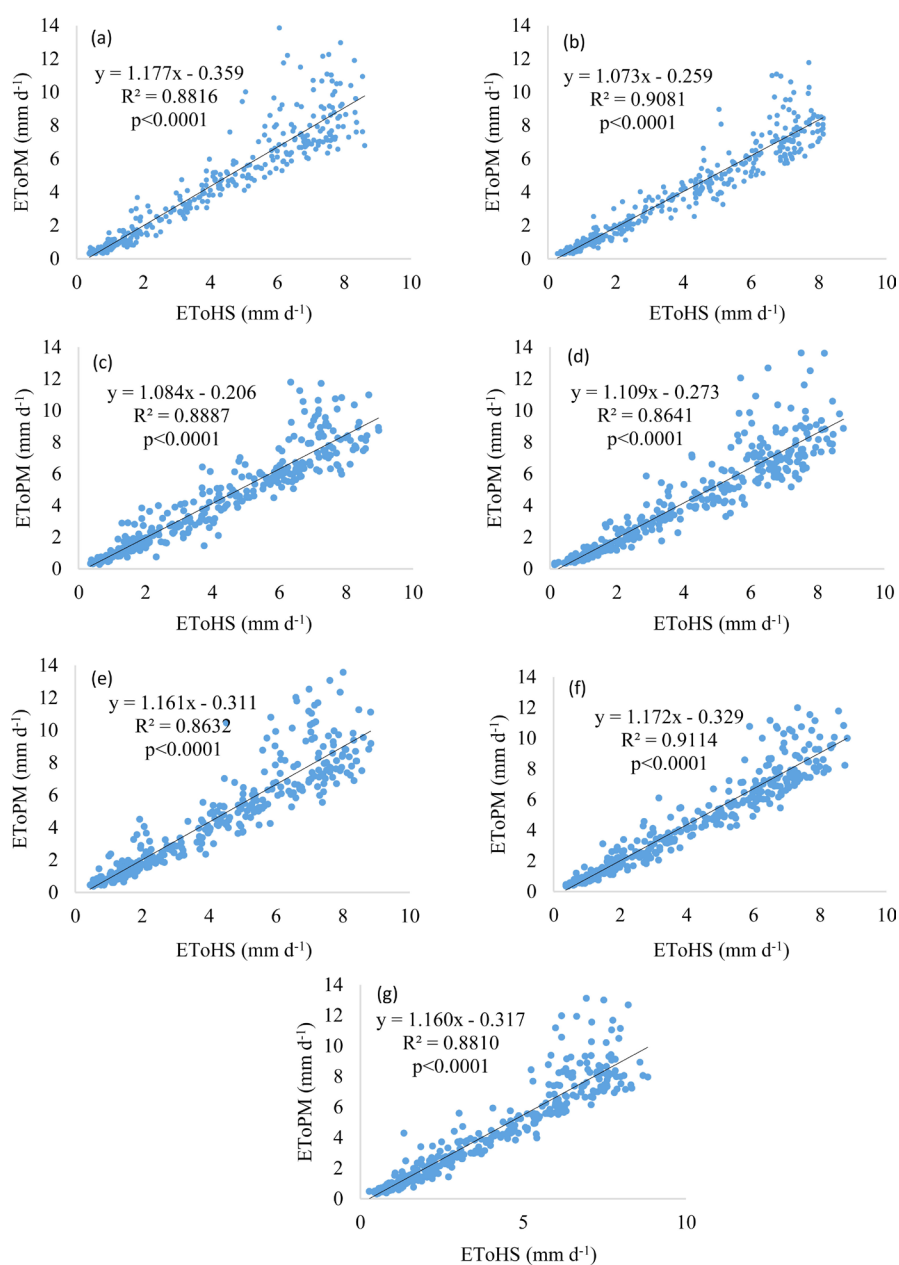 (a)
y = 1.177x - 0.359
R² = 0.8816
p<0.0001
14
12
10
8
6
4
2
0
0 2 4 6 8 10
EToPM (mm d⁻¹)
EToHS (mm d⁻¹)
(b)
y = 1.073x - 0.259
R² = 0.9081
p<0.0001
14
12
10
8
6
4
2
0
0 2 4 6 8 10
EToPM (mm d⁻¹)
EToHS (mm d⁻¹)
(c)
y = 1.084x - 0.206
R² = 0.8887
p<0.0001
14
12
10
8
6
4
2
0
0 2 4 6 8 10
EToPM (mm d⁻¹)
EToHS (mm d⁻¹)
(d)
y = 1.109x - 0.273
R² = 0.8641
p<0.0001
14
12
10
8
6
4
2
0
0 2 4 6 8 10
EToPM (mm d⁻¹)
EToHS (mm d⁻¹)
(e)
y = 1.161x - 0.311
R² = 0.8632
p<0.0001
14
12
10
8
6
4
2
0
0 2 4 6 8 10
EToPM (mm d⁻¹)
EToHS (mm d⁻¹)
(f)
y = 1.172x - 0.329
R² = 0.9114
p<0.0001
14
12
10
8
6
4
2
0
0 2 4 6 8 10
EToPM (mm d⁻¹)
EToHS (mm d⁻¹)
(g)
y = 1.160x - 0.317
R² = 0.8810
p<0.0001
14
12
10
8
6
4
2
0
0 5 10
EToPM (mm d⁻¹)
EToHS (mm d⁻¹)